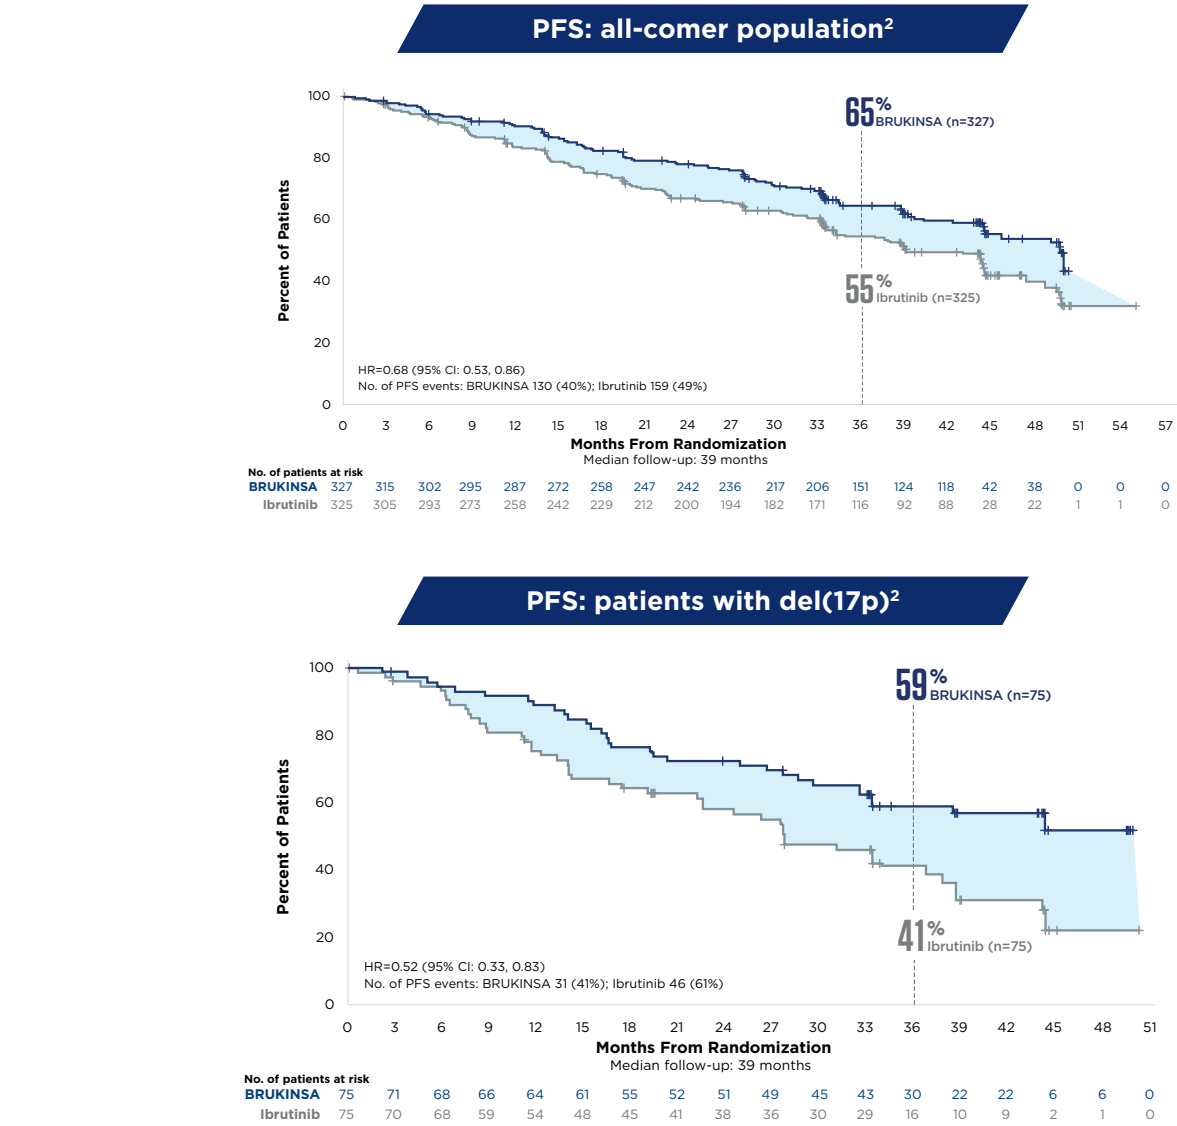 PFS: all-comer population2
100
80
60
40
20
0
Percent of Patients
65%
BRUKINSA (n=327)
55%
Ibrutinib (n=325)
HR=0.68 (95% CI: 0.53, 0.86)
No. of PFS events: BRUKINSA 130 (40%); Ibrutinib 159 (49%)
0 3 6 9 12 15 18 21 24 27 30 33 36 39 42 45 48 51 54 57
Months From Randomization
Median follow-up: 39 months
No. of patients at risk
BRUKINSA 327 315 302 295 287 272 258 247 242 236 217 206 151 124 118 42 38 0 0 0
Ibrutinib 325 305 293 273 258 242 229 212 200 194 182 171 116 92 88 28 22 1 1 0
PFS: patients with del(17p)2
100
80
60
40
20
0
Percent of Patients
59%
BRUKINSA (n=75)
41%
Ibrutinib (n=75)
HR=0.52 (95% CI: 0.33, 0.83)
No. of PFS events: BRUKINSA 31 (41%); Ibrutinib 46 (61%)
0 3 6 9 12 15 18 21 24 27 30 33 36 39 42 45 48 51
Months From Randomization
Median follow-up: 39 months
No. of patients at risk
BRUKINSA 75 71 68 66 64 61 55 52 51 49 45 43 30 22 22 6 6 0
Ibrutinib 75 70 68 59 54 48 45 41 38 36 30 29 16 10 9 2 1 0